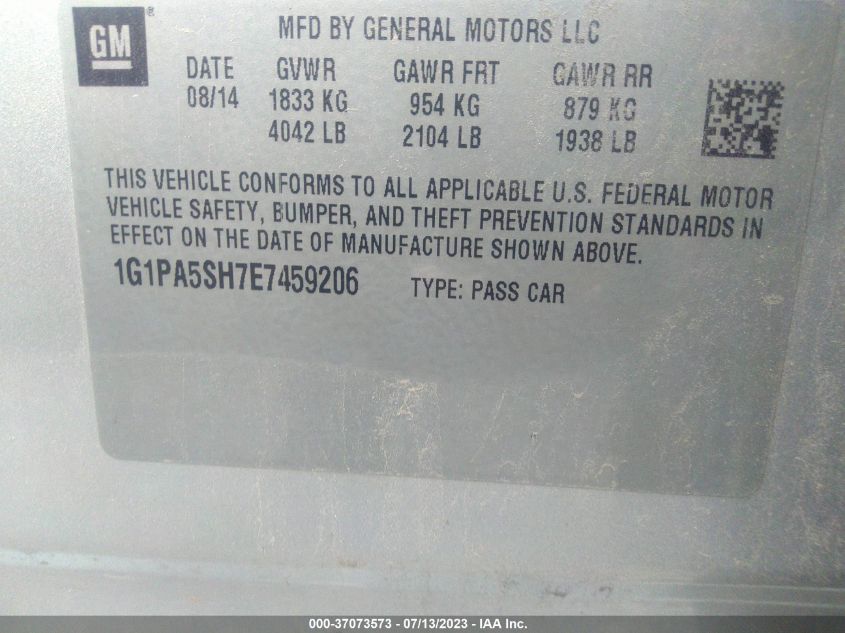 GM
MFD BY GENERAL MOTORS LLC
DATE GVWR GAWR FRT GAWR RR
08/14 1833 KG 954 KG 879 KG
4042 LB 2104 LB 1938 LB
THIS VEHICLE CONFORMS TO ALL APPLICABLE U.S. FEDERAL MOTOR
VEHICLE SAFETY, BUMPER, AND THEFT PREVENTION STANDARDS IN
EFFECT ON THE DATE OF MANUFACTURE SHOWN ABOVE.
1G1PA5SH7E7459206 TYPE: PASS CAR
000-37073573 - 07/13/2023 - IAA Inc.